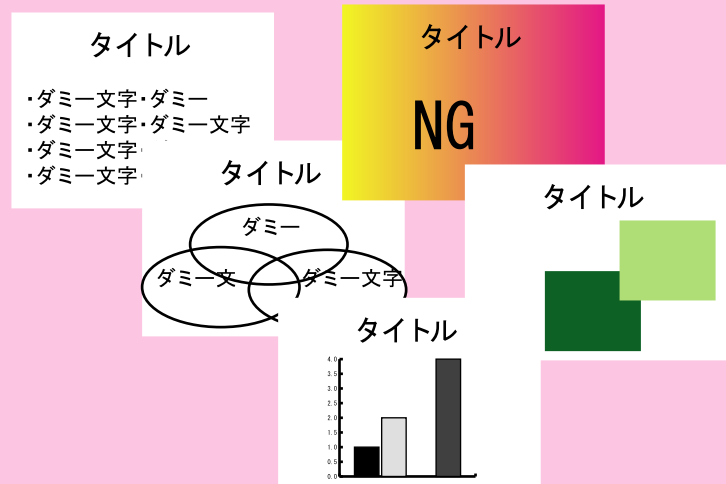 タイトル
・ダミー文字・ダミー
・ダミー文字・ダミー文字
・ダミー文字・
・ダミー文字・
タイトル
NG
タイトル
ダミー
ダミー文
ダミー文字
タイトル
タイトル
4.0
3.5
3.0
2.5
2.0
1.5
1.0
0.5
0.0